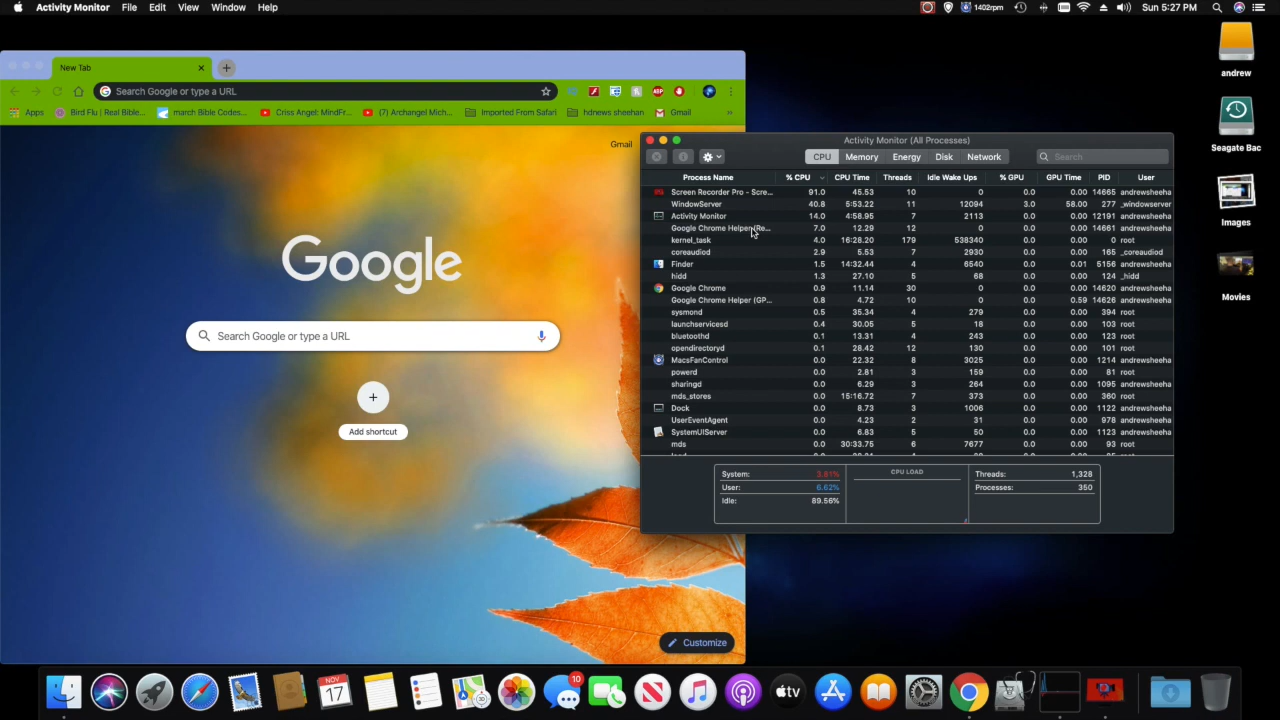 Activity Monitor File Edit View Window Help 1402rpm Sun 5:27 PM
New Tab
Search Google or type a URL
Apps Bird Flu | Real Bible... march Bible Codes... Criss Angel: MindFr... (7) Archangel Mich... Imported From Safari hdnews sheehan Gmail »
Gmail
Google
Search Google or type a URL
Add shortcut
Customize
Activity Monitor (All Processes)
CPU Memory Energy Disk Network Search
Process Name % CPU CPU Time Threads Idle Wake Ups % GPU GPU Time PID User
Screen Recorder Pro - Scre... 91.0 45.53 10 0 0.0 0.00 14665 andrewsheeha
WindowServer 40.8 5:53.22 11 12094 3.0 58.00 277 _windowserver
Activity Monitor 14.0 4:58.95 7 2113 0.0 0.00 12191 andrewsheeha
Google Chrome Helper (Re... 7.0 12.29 12 0 0.0 0.00 14661 andrewsheeha
kernel_task 4.0 16:28.20 179 538340 0.0 0.00 0 root
coreaudiod 2.9 5.53 7 2930 0.0 0.00 165 _coreaudiod
Finder 1.5 14:32.44 4 6540 0.0 0.01 5156 andrewsheeha
hidd 1.3 27.10 5 68 0.0 0.00 124 _hidd
Google Chrome 0.9 11.14 30 0 0.0 0.00 14620 andrewsheeha
Google Chrome Helper (GP... 0.8 4.72 10 0 0.0 0.59 14626 andrewsheeha
sysmond 0.5 35.34 4 279 0.0 0.00 394 root
launchservicesd 0.4 30.05 5 18 0.0 0.00 103 root
bluetoothd 0.1 13.31 4 243 0.0 0.00 123 root
opendirectoryd 0.1 28.42 12 130 0.0 0.00 101 root
MacsFanControl 0.0 22.32 8 3025 0.0 0.00 1214 andrewsheeha
powerd 0.0 2.81 3 159 0.0 0.00 81 root
sharingd 0.0 6.29 3 264 0.0 0.00 1095 andrewsheeha
mds_stores 0.0 15:16.72 7 373 0.0 0.00 360 root
Dock 0.0 8.73 3 1006 0.0 0.00 1122 andrewsheeha
UserEventAgent 0.0 4.23 2 31 0.0 0.00 978 andrewsheeha
SystemUIServer 0.0 6.83 5 50 0.0 0.00 1123 andrewsheeha
mds 0.0 30:33.75 6 7677 0.0 0.00 93 root
System: 3.81% CPU LOAD Threads: 1,328
User: 6.62% Processes: 350
Idle: 89.56%
andrew
Seagate Bac
Images
Movies
NOV
17
3D
10
tv